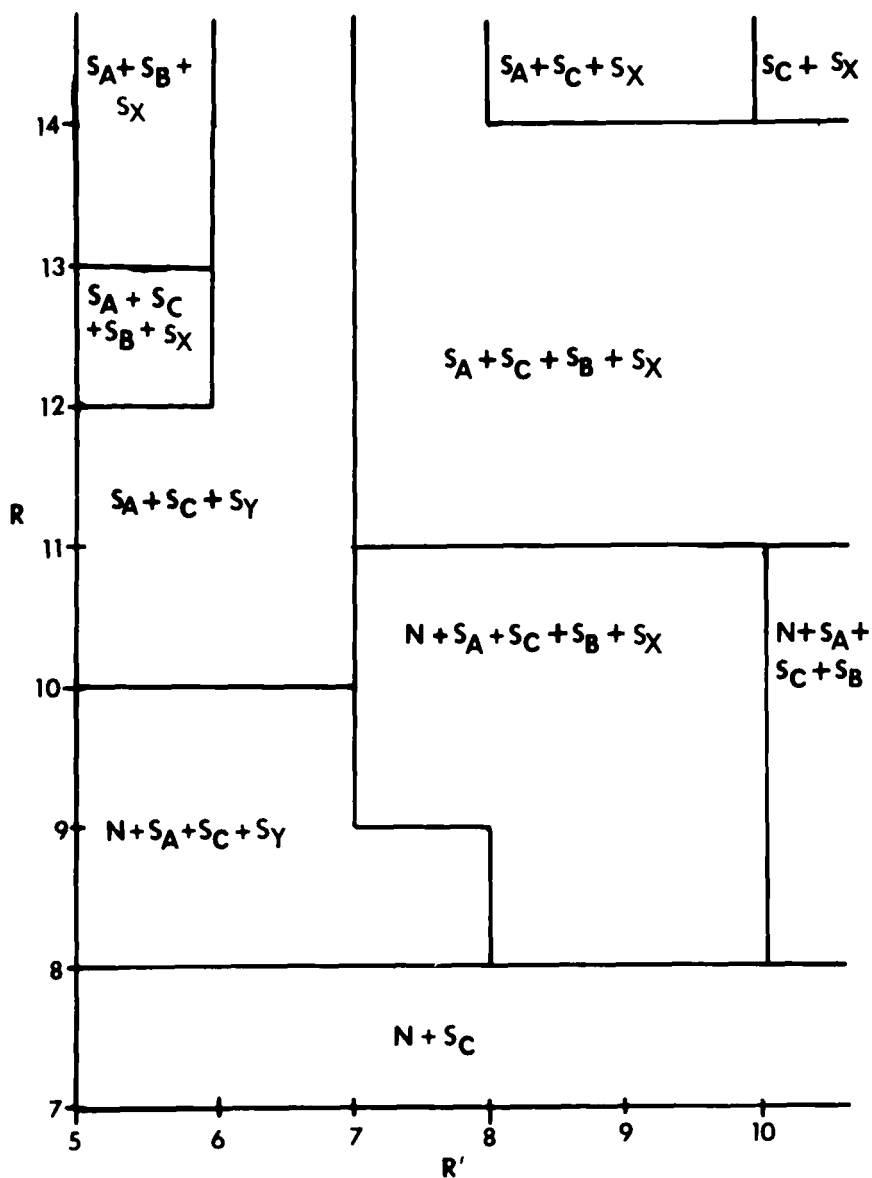 S_A + S_B +
S_X
S_A + S_C + S_X
S_C + S_X
14
13
S_A + S_C
+ S_B + S_X
S_A + S_C + S_B + S_X
12
S_A + S_C + S_Y
R
11
N + S_A + S_C + S_B + S_X
N + S_A +
S_C + S_B
10
9
N + S_A + S_C + S_Y
8
N + S_C
7
5 6 7 8 9 10
R'